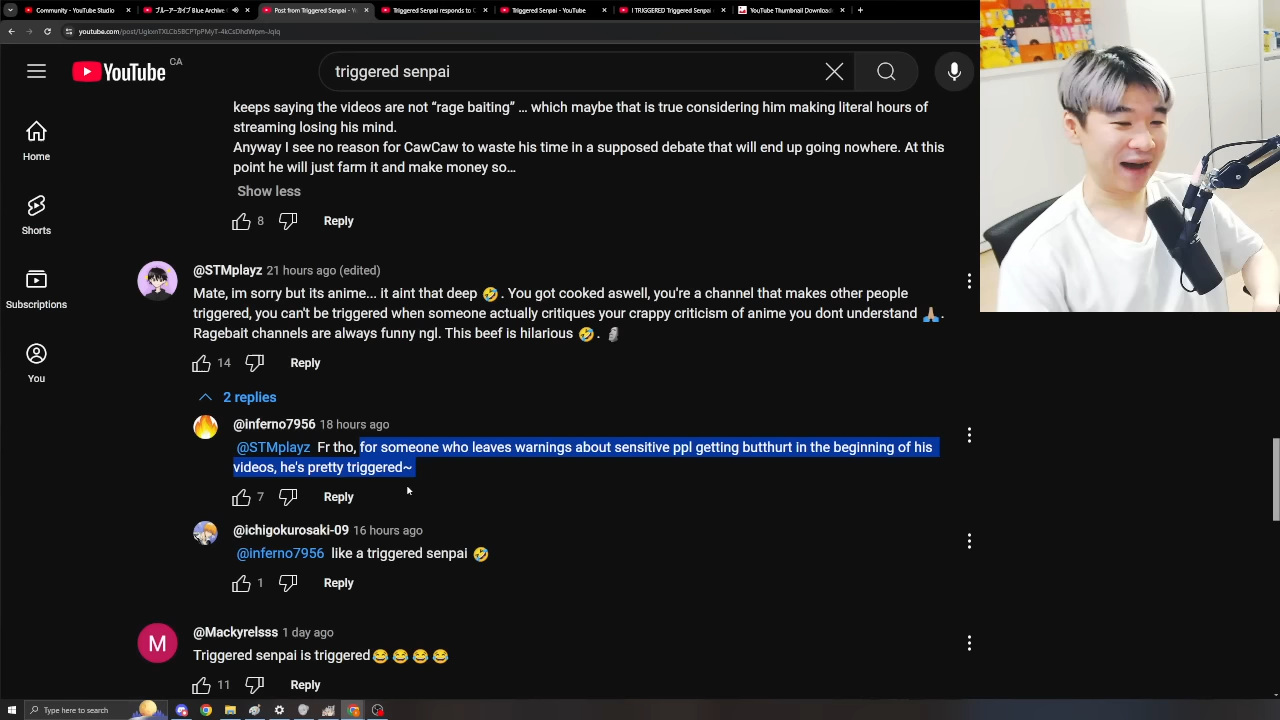 Community - YouTube Studio
ブルーアーカイブ Blue Archive
Post from Triggered Senpai - Y
Triggered Senpai responds to C
Triggered Senpai - YouTube
I TRIGGERED Triggered Senpai
YouTube Thumbnail Download
YouTube CA
triggered senpai
keeps saying the videos are not “rage baiting” … which maybe that is true considering him making literal hours of
streaming losing his mind.
Anyway I see no reason for CawCaw to waste his time in a supposed debate that will end up going nowhere. At this
point he will just farm it and make money so…
Show less
8 Reply
Home
Shorts
Subscriptions
You
@STMplayz 21 hours ago (edited)
Mate, im sorry but its anime... it aint that deep 🤣. You got cooked aswell, you're a channel that makes other people
triggered, you can't be triggered when someone actually critiques your crappy criticism of anime you dont understand 🙏🏼.
Ragebait channels are always funny ngl. This beef is hilarious 🤣. 🗿
14 Reply
2 replies
@inferno7956 18 hours ago
@STMplayz Fr tho, for someone who leaves warnings about sensitive ppl getting butthurt in the beginning of his
videos, he's pretty triggered~
7 Reply
@ichigokurosaki-09 16 hours ago
@inferno7956 like a triggered senpai 🤣
1 Reply
M
@Mackyrelsss 1 day ago
Triggered senpai is triggered😂😂😂😂
11 Reply
Type here to search